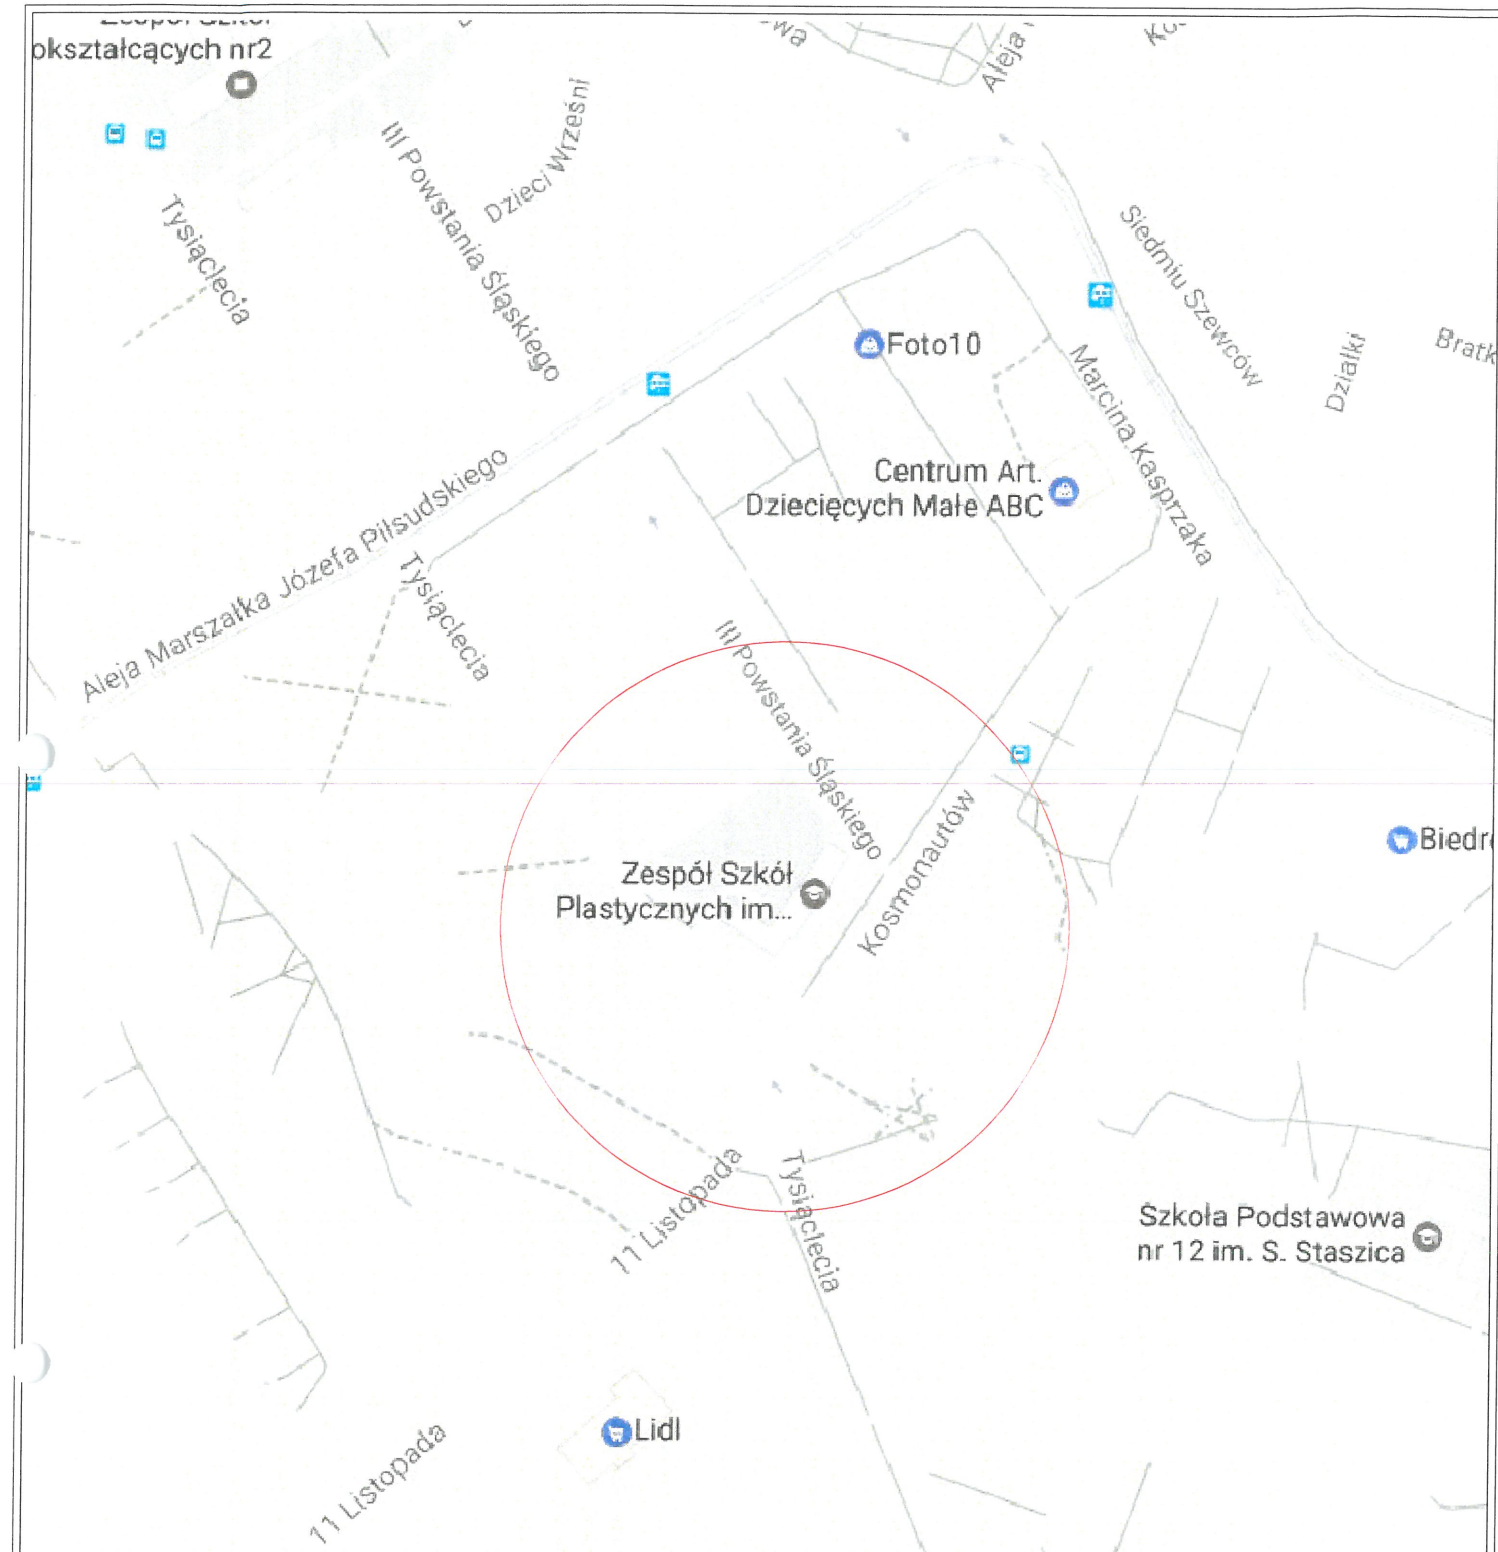 okształcących nr2
Aleja
Dzieci Wrześni
III Powstania Śląskiego
Tysiąclecia
Siedmiu Szewców
Foto10
Działki
Marcina Kasprzaka
Centrum Art.
Dziecięcych Małe ABC
Aleja Marszałka Józefa Piłsudskiego
Tysiąclecia
III Powstania Śląskiego
Kosmonautów
Zespół Szkół
Plastycznych im...
11 Listopada
Tysiąclecia
Szkoła Podstawowa
nr 12 im. S. Staszica
Lidl
11 Listopada